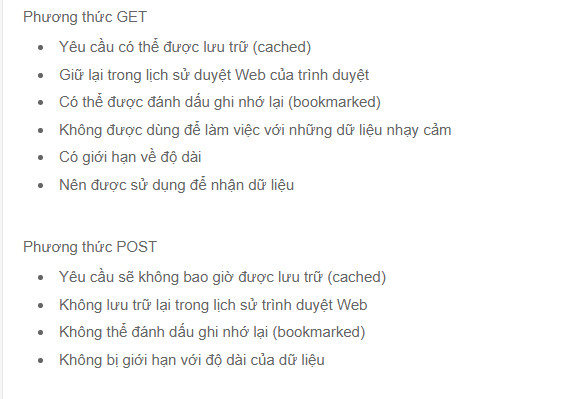 Phương thức GET
• Yêu cầu có thể được lưu trữ (cached)
• Giữ lại trong lịch sử duyệt Web của trình duyệt
• Có thể được đánh dấu ghi nhớ lại (bookmarked)
• Không được dùng để làm việc với những dữ liệu nhạy cảm
• Có giới hạn về độ dài
• Nên được sử dụng để nhận dữ liệu
Phương thức POST
• Yêu cầu sẽ không bao giờ được lưu trữ (cached)
• Không lưu trữ lại trong lịch sử trình duyệt Web
• Không thể đánh dấu ghi nhớ lại (bookmarked)
• Không bị giới hạn với độ dài của dữ liệu